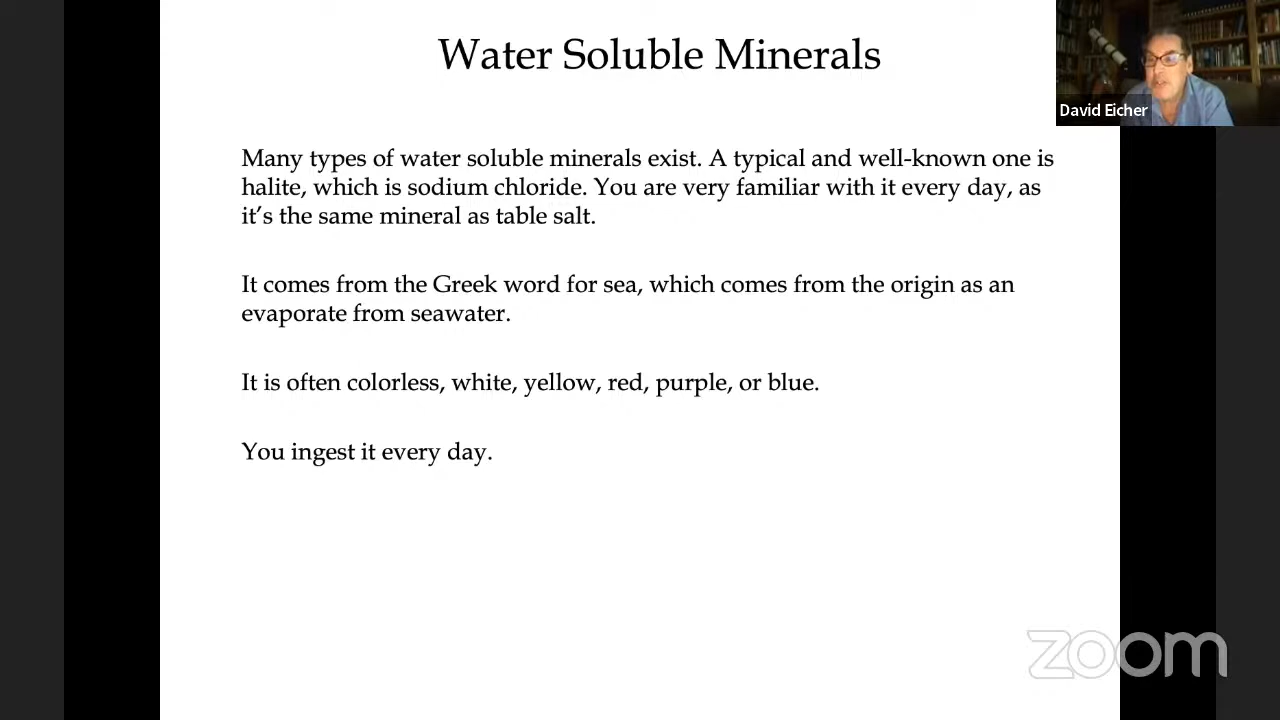 Water Soluble Minerals
David Eicher
Many types of water soluble minerals exist. A typical and well-known one is
halite, which is sodium chloride. You are very familiar with it every day, as
it’s the same mineral as table salt.
It comes from the Greek word for sea, which comes from the origin as an
evaporate from seawater.
It is often colorless, white, yellow, red, purple, or blue.
You ingest it every day.
zoom